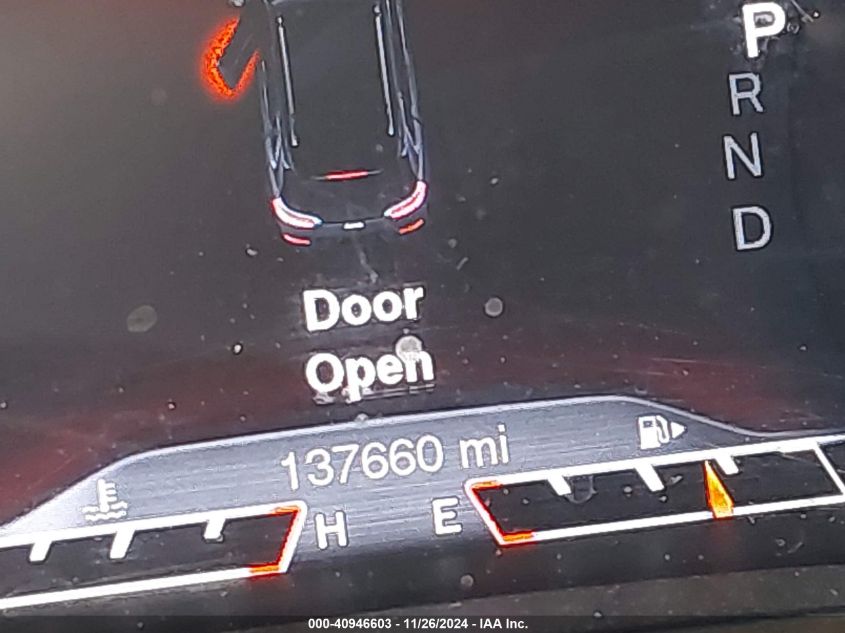 P
R
N
D
Door
Open
137660 mi
H E
000-40946603 - 11/26/2024 - IAA Inc.